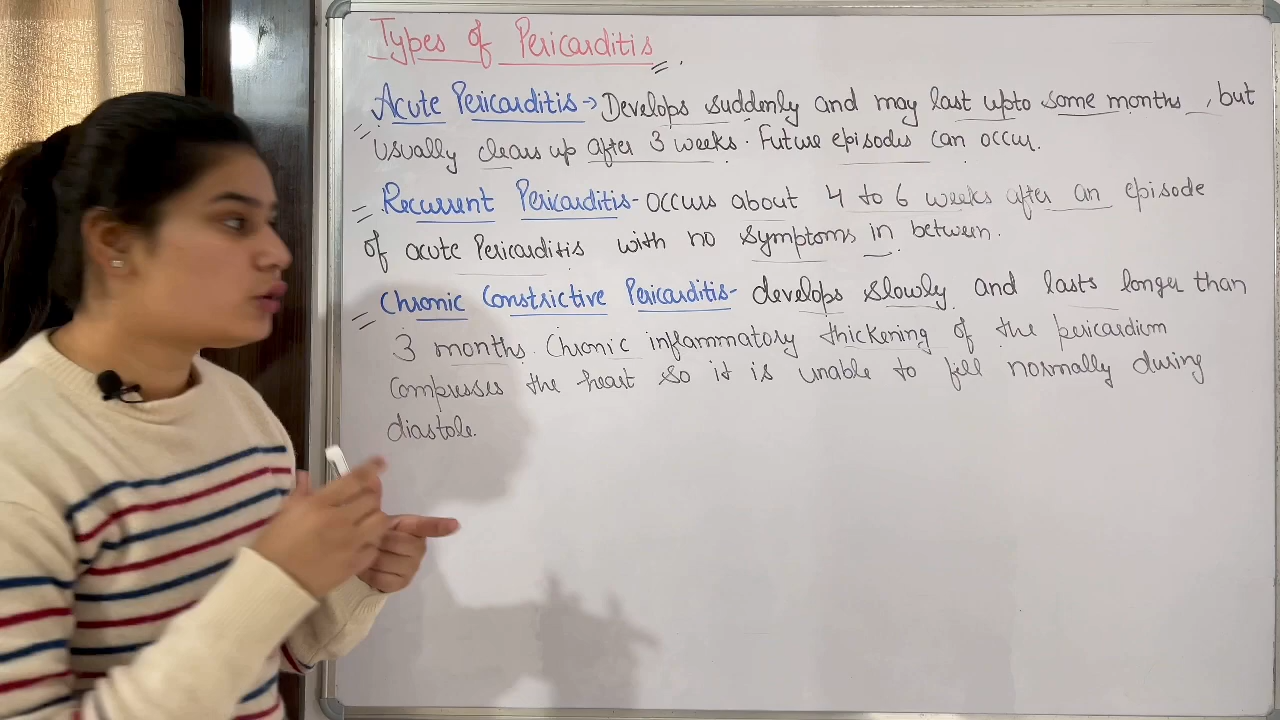 Types of Pericarditis
Acute Pericarditis → Develops suddenly and may last upto some months, but
usually clears up after 3 weeks. Future episodes can occur.
Recurrent Pericarditis - occurs about 4 to 6 weeks after an episode
of acute Pericarditis with no symptoms in between.
Chronic Constrictive Pericarditis - develops slowly and lasts longer than
3 months. Chronic inflammatory thickening of the pericardium
compresses the heart so it is unable to fill normally during
diastole.